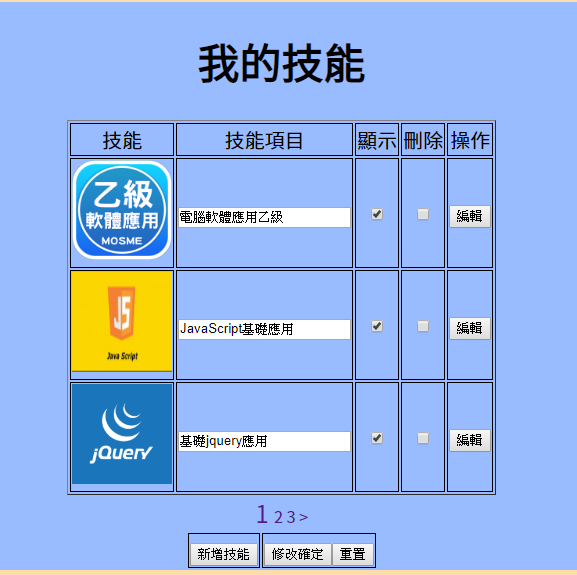 我的技能
技能 技能項目 顯示 刪除 操作
乙級
軟體應用
MOSME
電腦軟體應用乙級 編輯
JS
Java Script
JavaScript基礎應用 編輯
jQuery
基礎jquery應用 編輯
1 2 3 >
新增技能 修改確定 重置